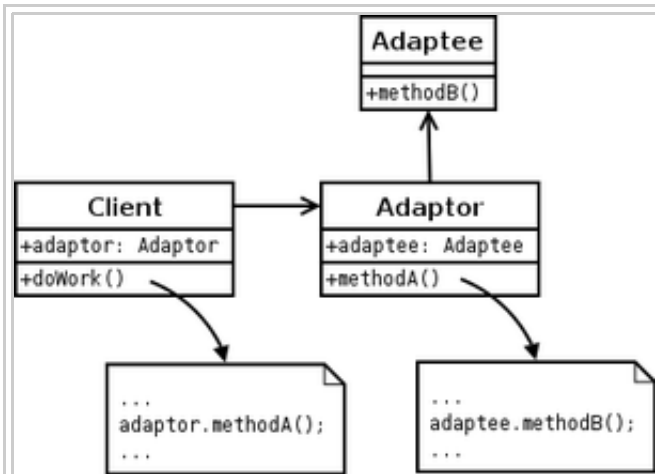 Adaptee
+methodB()
Client
+adaptor: Adaptor
+doWork()
Adaptor
+adaptee: Adaptee
+methodA()
...
adaptor.methodA();
...
...
adaptee.methodB();
...